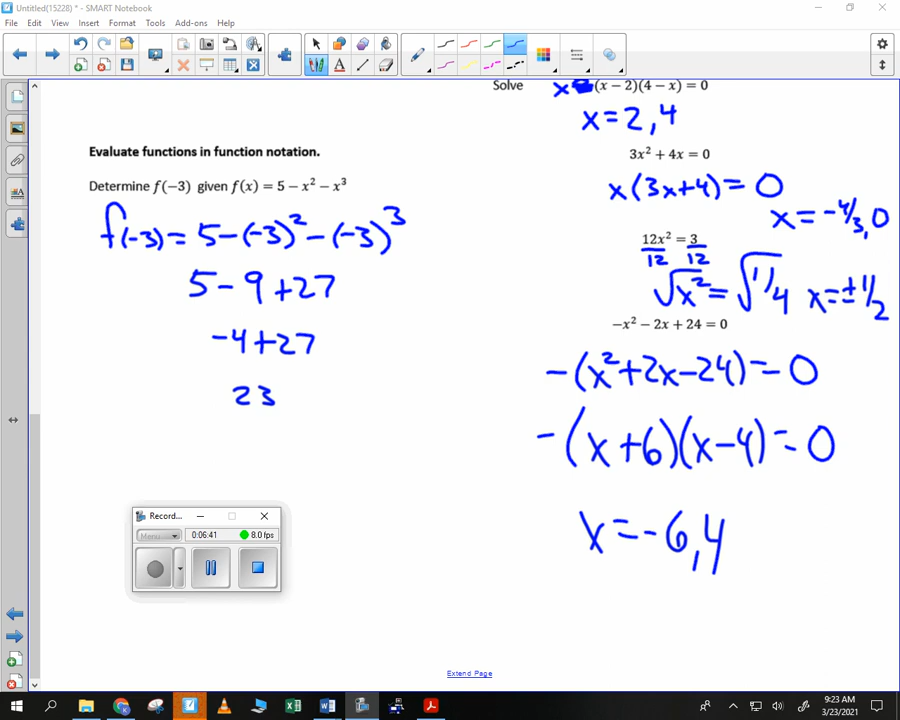 Untitled(15228) * - SMART Notebook
File Edit View Insert Format Tools Add-ons Help
Evaluate functions in function notation.
Determine f(−3) given f(x) = 5 − x² − x³
f(-3) = 5-(-3)²-(-3)³
5-9+27
-4+27
23
Solve
(x − 2)(4 − x) = 0
x=2,4
3x² + 4x = 0
x(3x+4)=0
x=-4/3,0
12x² = 3
12 12
√x² = √1/4 x=±1/2
−x² − 2x + 24 = 0
-(x²+2x-24)=0
-(x+6)(x-4)=0
x=-6,4
Record...
Menu 0:06:41 8.0 fps
Extend Page
9:23 AM
3/23/2021